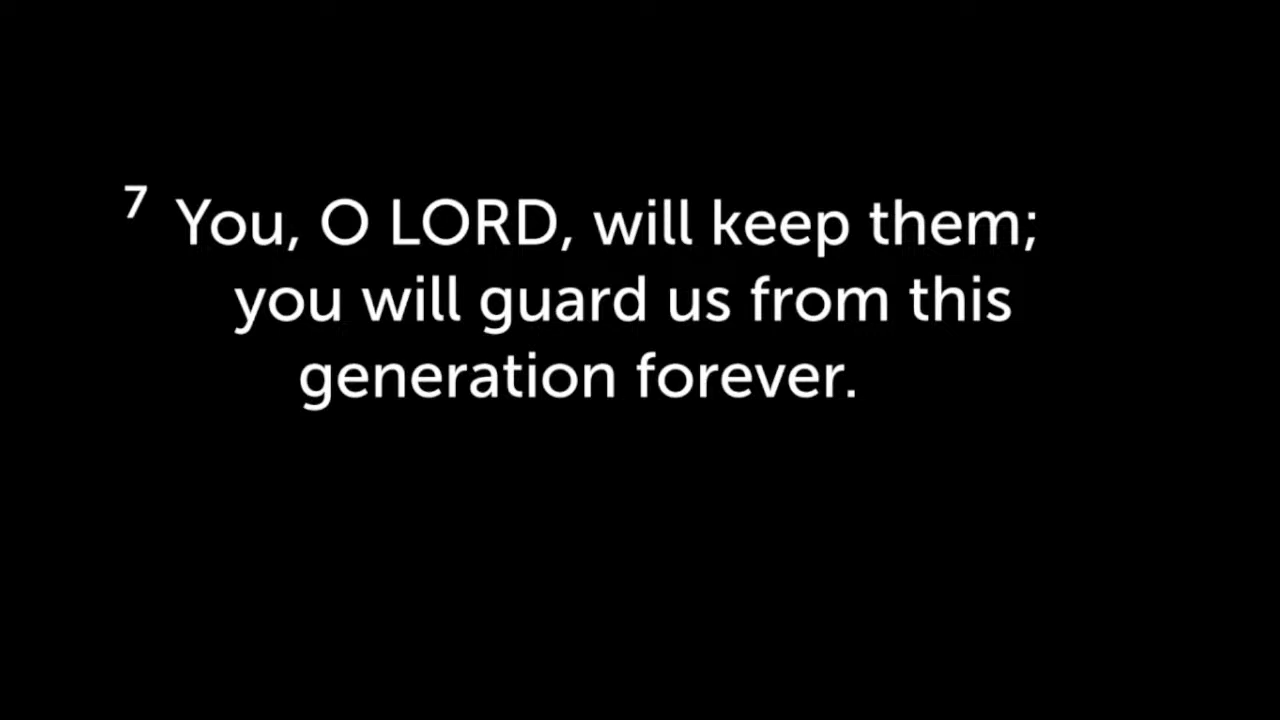 7 You, O LORD, will keep them;
you will guard us from this
generation forever.